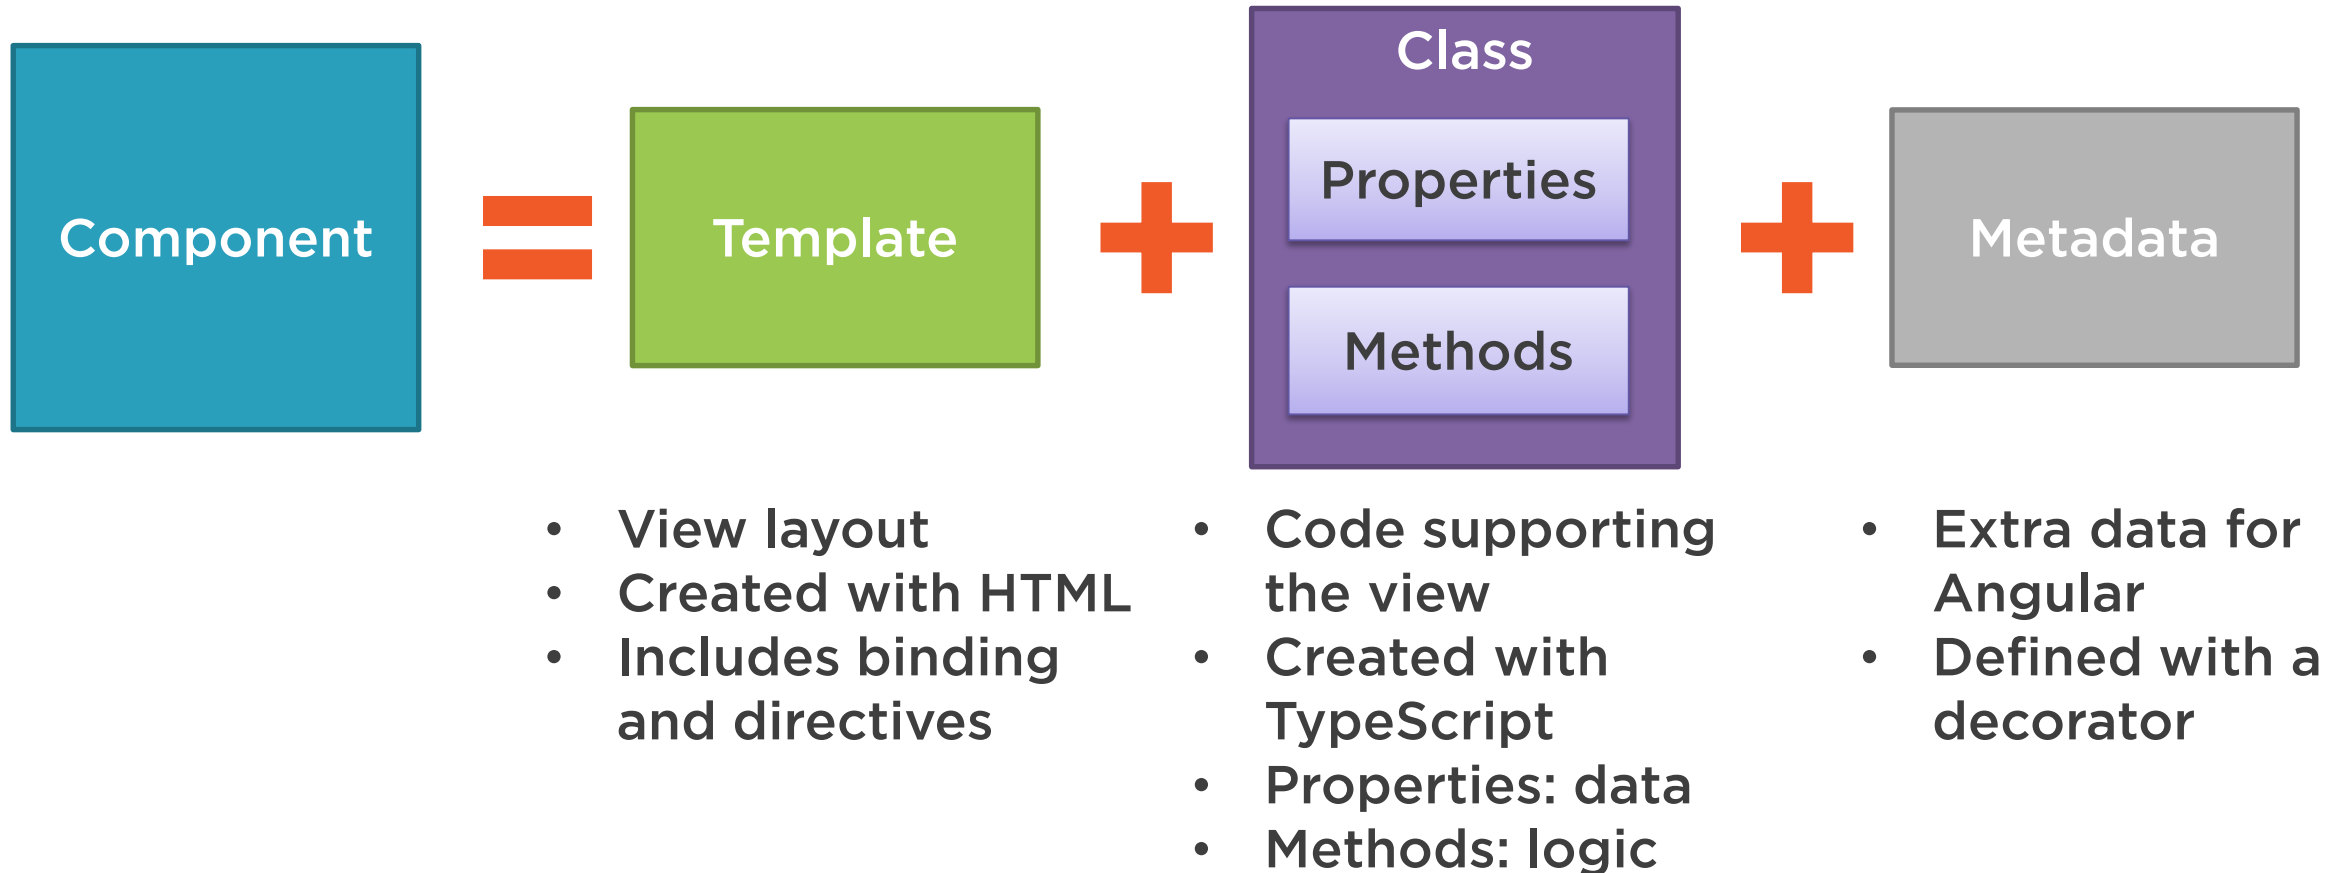 Component
Template
Class
Properties
Methods
Metadata
• View layout
• Created with HTML
• Includes binding
and directives
• Code supporting
the view
• Created with
TypeScript
• Properties: data
• Methods: logic
• Extra data for
Angular
• Defined with a
decorator